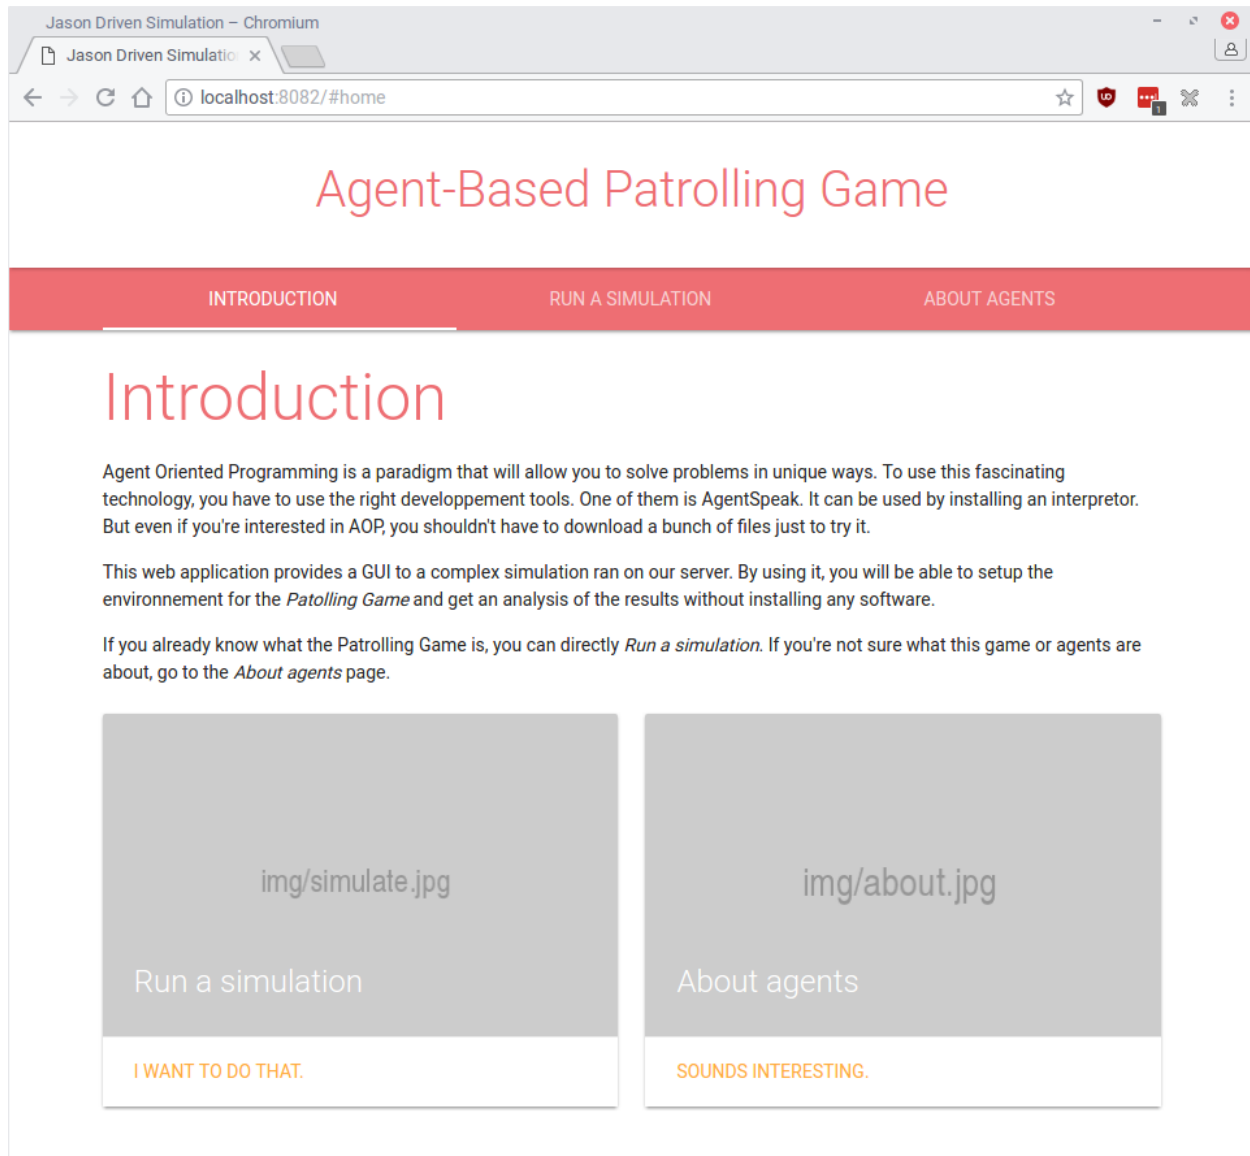 Jason Driven Simulation – Chromium
Jason Driven Simulatio
localhost:8082/#home
1
Agent-Based Patrolling Game
INTRODUCTION
RUN A SIMULATION
ABOUT AGENTS
Introduction
Agent Oriented Programming is a paradigm that will allow you to solve problems in unique ways. To use this fascinating
technology, you have to use the right developpement tools. One of them is AgentSpeak. It can be used by installing an interpretor.
But even if you're interested in AOP, you shouldn't have to download a bunch of files just to try it.
This web application provides a GUI to a complex simulation ran on our server. By using it, you will be able to setup the
environnement for the Patolling Game and get an analysis of the results without installing any software.
If you already know what the Patrolling Game is, you can directly Run a simulation. If you're not sure what this game or agents are
about, go to the About agents page.
img/simulate.jpg
Run a simulation
I WANT TO DO THAT.
img/about.jpg
About agents
SOUNDS INTERESTING.